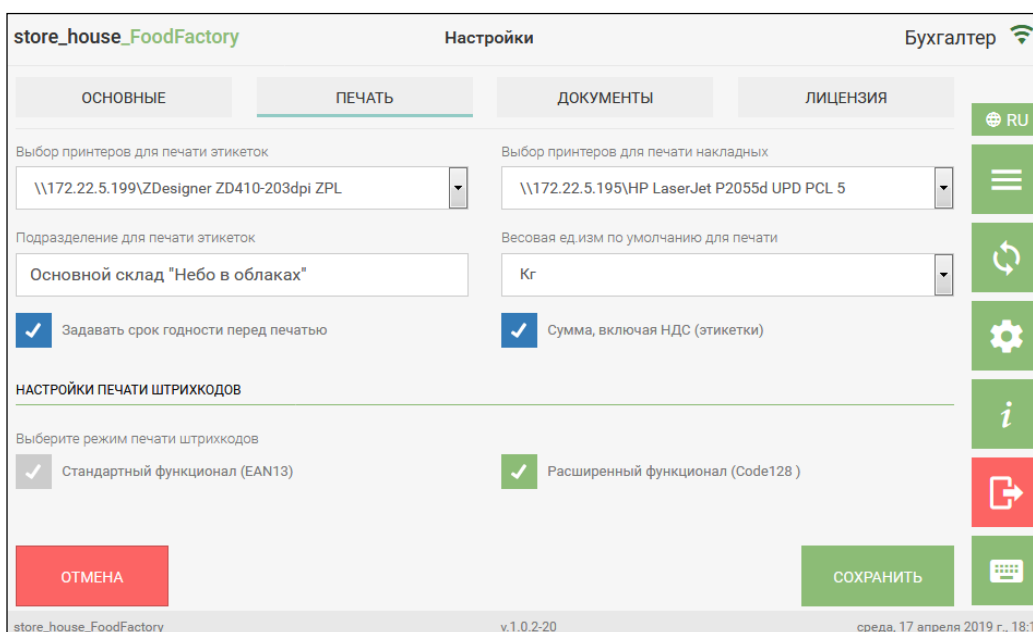 store_house_FoodFactory Настройки Бухгалтер
ОСНОВНЫЕ ПЕЧАТЬ ДОКУМЕНТЫ ЛИЦЕНЗИЯ
RU
Выбор принтеров для печати этикеток Выбор принтеров для печати накладных
\\172.22.5.199\ZDesigner ZD410-203dpi ZPL \\172.22.5.195\HP LaserJet P2055d UPD PCL 5
Подразделение для печати этикеток Весовая ед.изм по умолчанию для печати
Основной склад "Небо в облаках" Кг
Задавать срок годности перед печатью Сумма, включая НДС (этикетки)
НАСТРОЙКИ ПЕЧАТИ ШТРИХКОДОВ
i
Выберите режим печати штрихкодов
Стандартный функционал (EAN13) Расширенный функционал (Code128 )
ОТМЕНА СОХРАНИТЬ
store_house_FoodFactory v.1.0.2-20 среда, 17 апреля 2019 г.,